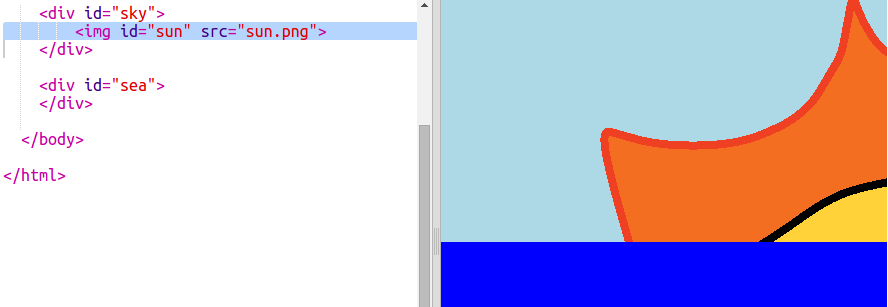 <div id="sky">
<img id="sun" src="sun.png">
</div>
<div id="sea">
</div>
</body>
</html>